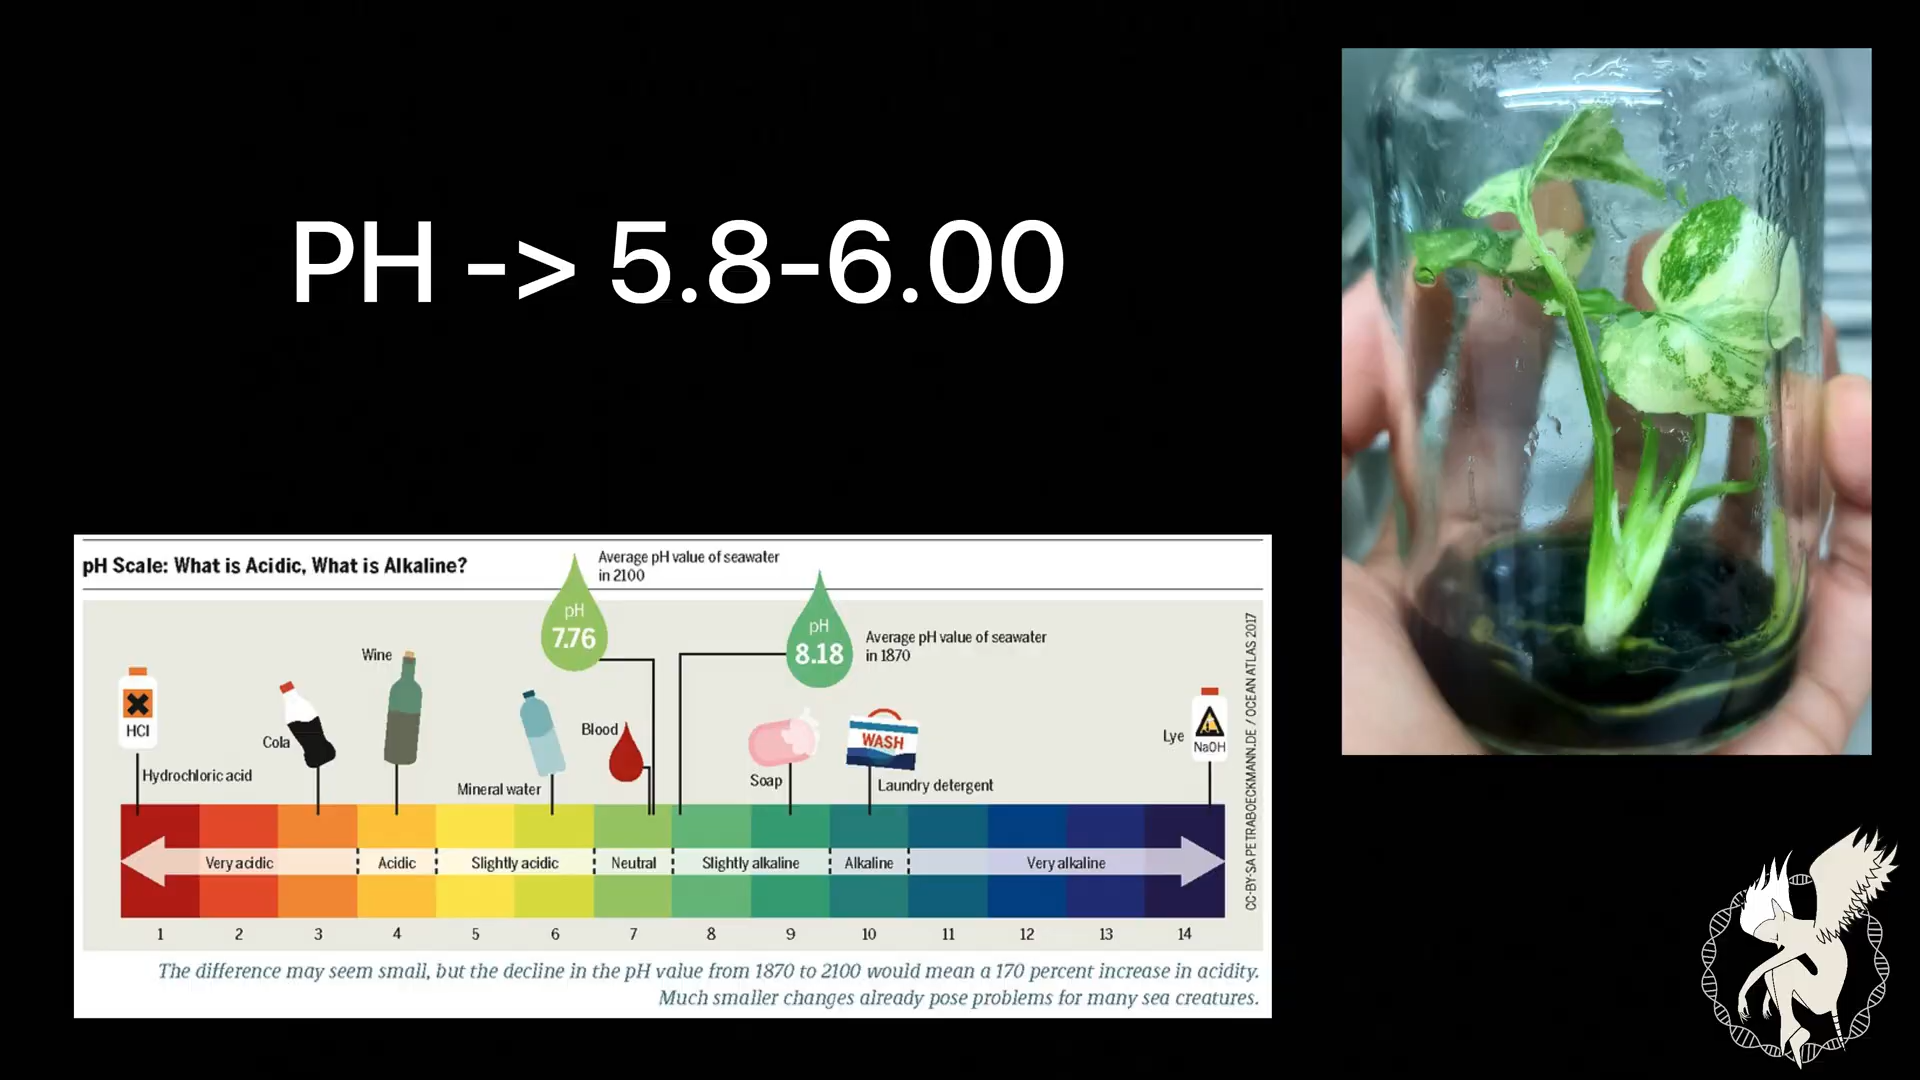 PH -> 5.8-6.00
pH Scale: What is Acidic, What is Alkaline?
Average pH value of seawater
in 2100
pH
7.76
pH
8.18
Average pH value of seawater
in 1870
Wine
HCl
Cola
Blood
WASH
Lye
NaOH
Hydrochloric acid
Mineral water
Soap
Laundry detergent
Very acidic
Acidic
Slightly acidic
Neutral
Slightly alkaline
Alkaline
Very alkaline
1 2 3 4 5 6 7 8 9 10 11 12 13 14
The difference may seem small, but the decline in the pH value from 1870 to 2100 would mean a 170 percent increase in acidity.
Much smaller changes already pose problems for many sea creatures.
CC-BY-SA PETRABOECKMANN.DE / OCEAN ATLAS 2017